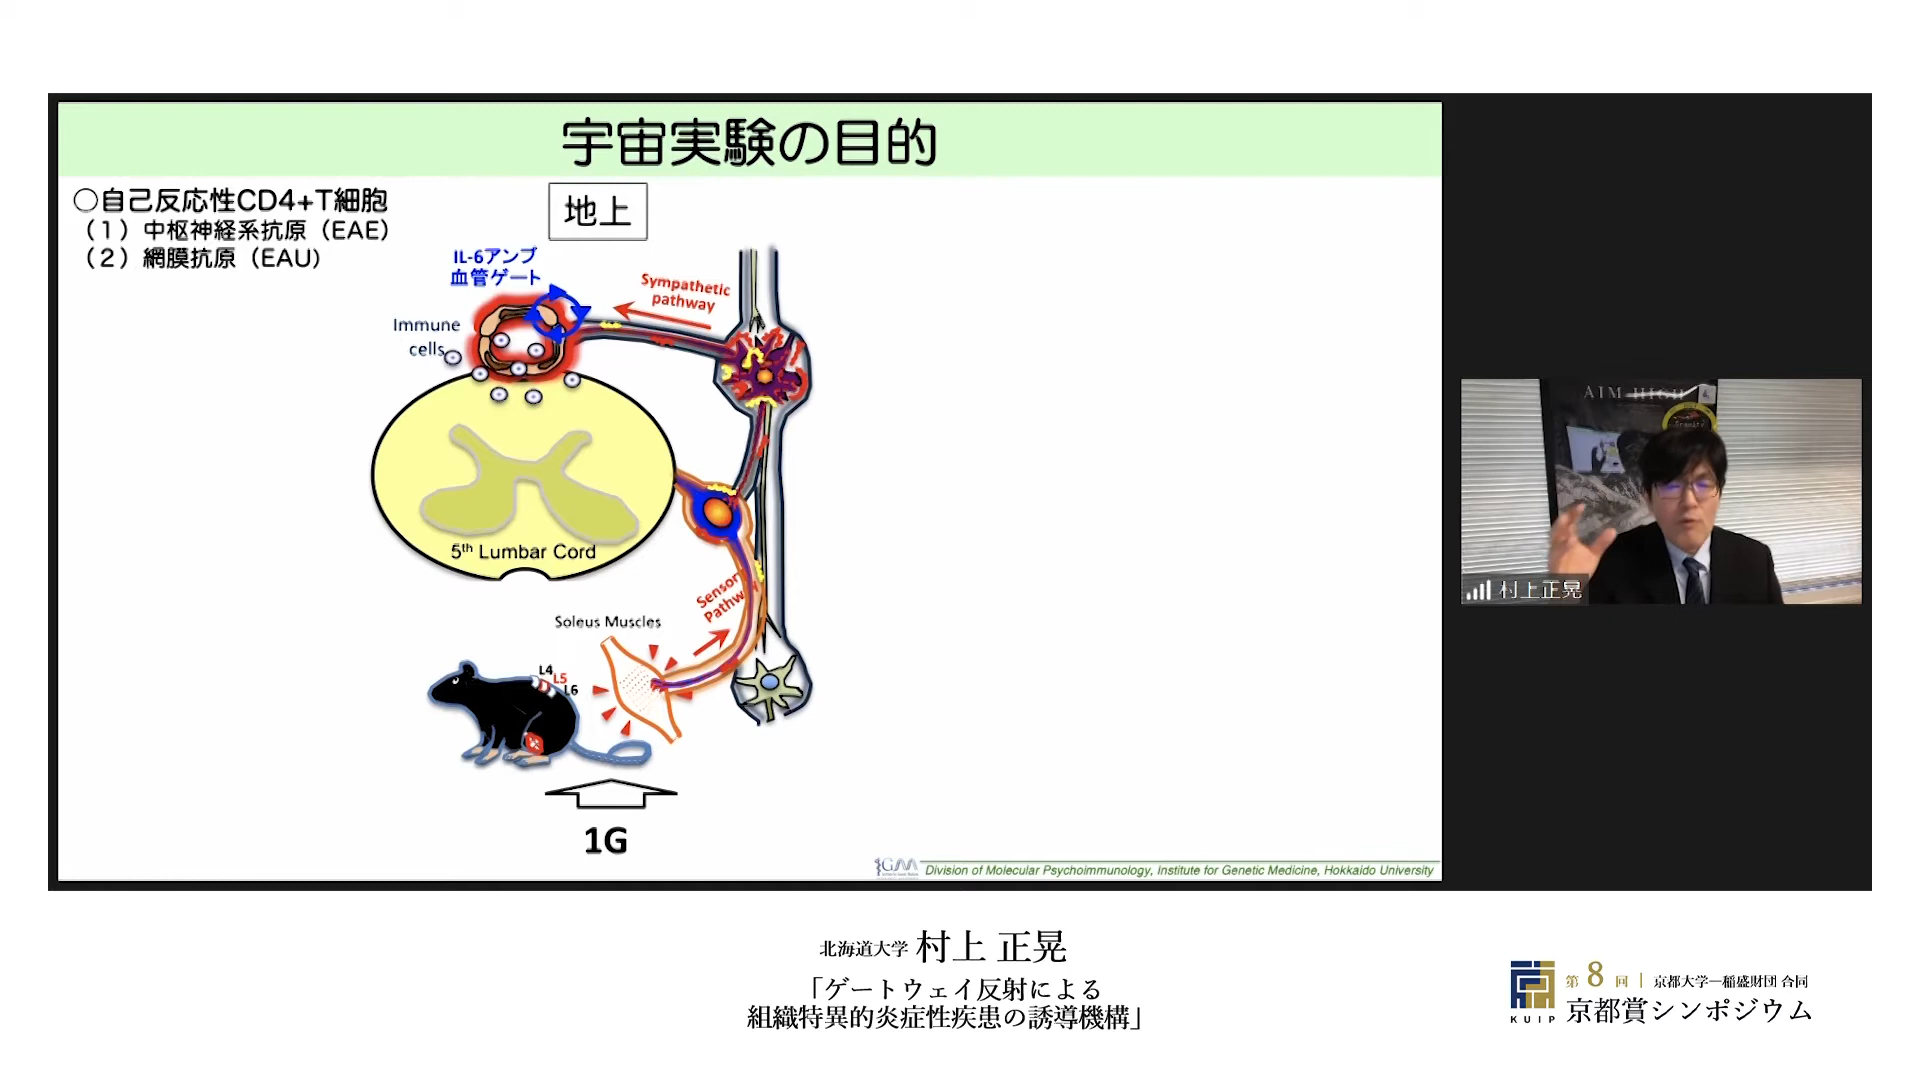 宇宙実験の目的
○自己反応性CD4+T細胞
（1）中枢神経系抗原（EAE）
（2）網膜抗原（EAU）
地上
IL-6アンプ
血管ゲート
Sympathetic
pathway
Immune
cells
5th Lumbar Cord
Sensory
Pathway
Soleus Muscles
L4
L5
L6
1G
Division of Molecular Psychoimmunology, Institute for Genetic Medicine, Hokkaido University
AIM HIGH
村上正晃
北海道大学 村上 正晃
「ゲートウェイ反射による
組織特異的炎症性疾患の誘導機構」
KUIP
第8回 | 京都大学―稲盛財団 合同
京都賞シンポジウム